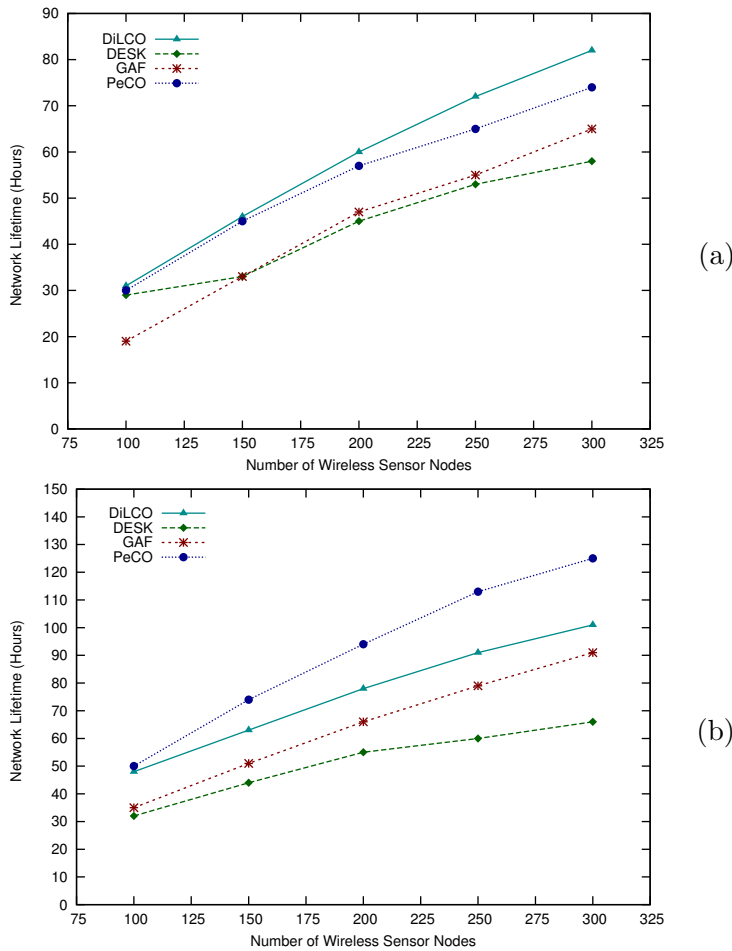 90
80
70
60
50
40
30
20
10
0
Network Lifetime (Hours)
DiLCO
DESK
GAF
PeCO
75 100 125 150 175 200 225 250 275 300 325
Number of Wireless Sensor Nodes
(a)
150
140
130
120
110
100
90
80
70
60
50
40
30
20
10
0
Network Lifetime (Hours)
DiLCO
DESK
GAF
PeCO
75 100 125 150 175 200 225 250 275 300 325
Number of Wireless Sensor Nodes
(b)